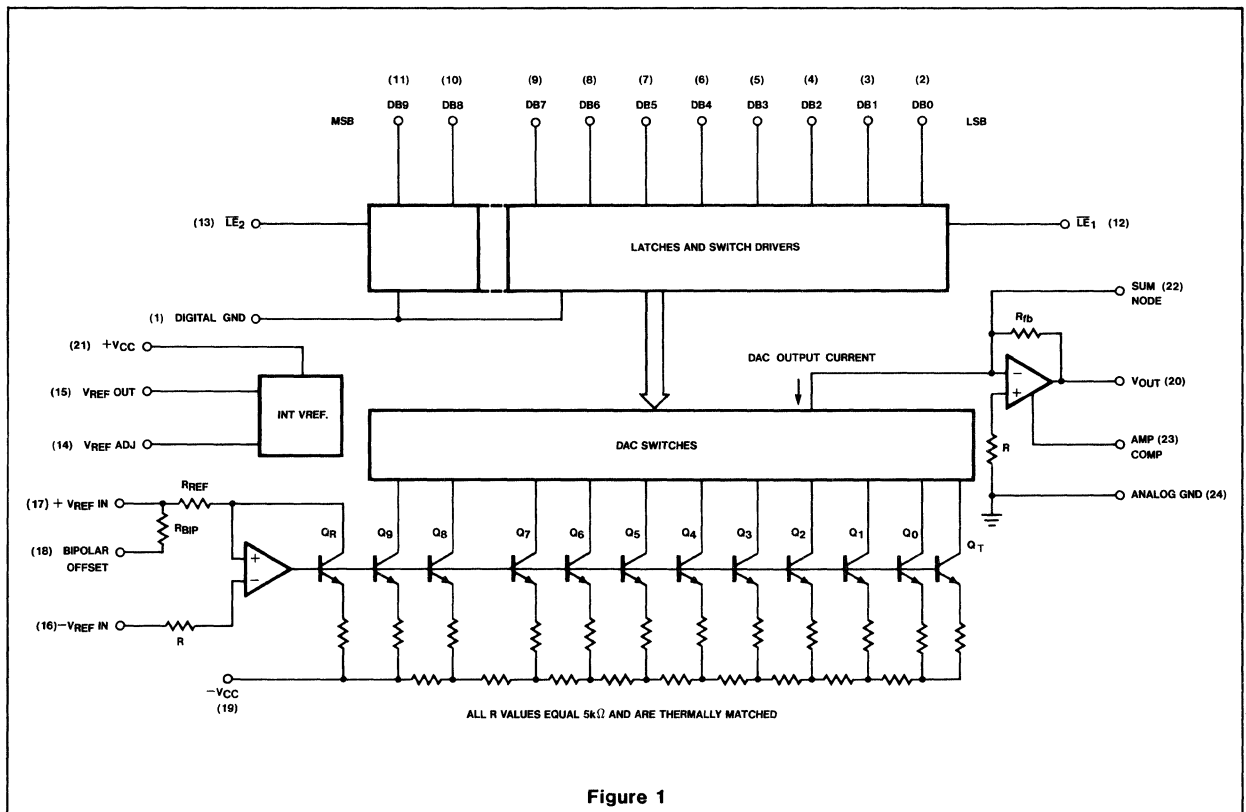 (11) (10) (9) (8) (7) (6) (5) (4) (3) (2)
MSB DB9 DB8 DB7 DB6 DB5 DB4 DB3 DB2 DB1 DB0 LSB
(13) L̅E̅2 LATCHES AND SWITCH DRIVERS L̅E̅1 (12)
(1) DIGITAL GND
SUM (22)
NODE
Rfb
(21) +VCC
DAC OUTPUT CURRENT
(15) VREF OUT
INT VREF.
(14) VREF ADJ
DAC SWITCHES
− +
VOUT (20)
R
AMP (23)
COMP
ANALOG GND (24)
(17) + VREF IN
RREF
RBIP
(18) BIPOLAR
OFFSET
+ −
QR Q9 Q8 Q7 Q6 Q5 Q4 Q3 Q2 Q1 Q0 QT
(16) −VREF IN
R
−VCC
(19)
ALL R VALUES EQUAL 5kΩ AND ARE THERMALLY MATCHED
Figure 1